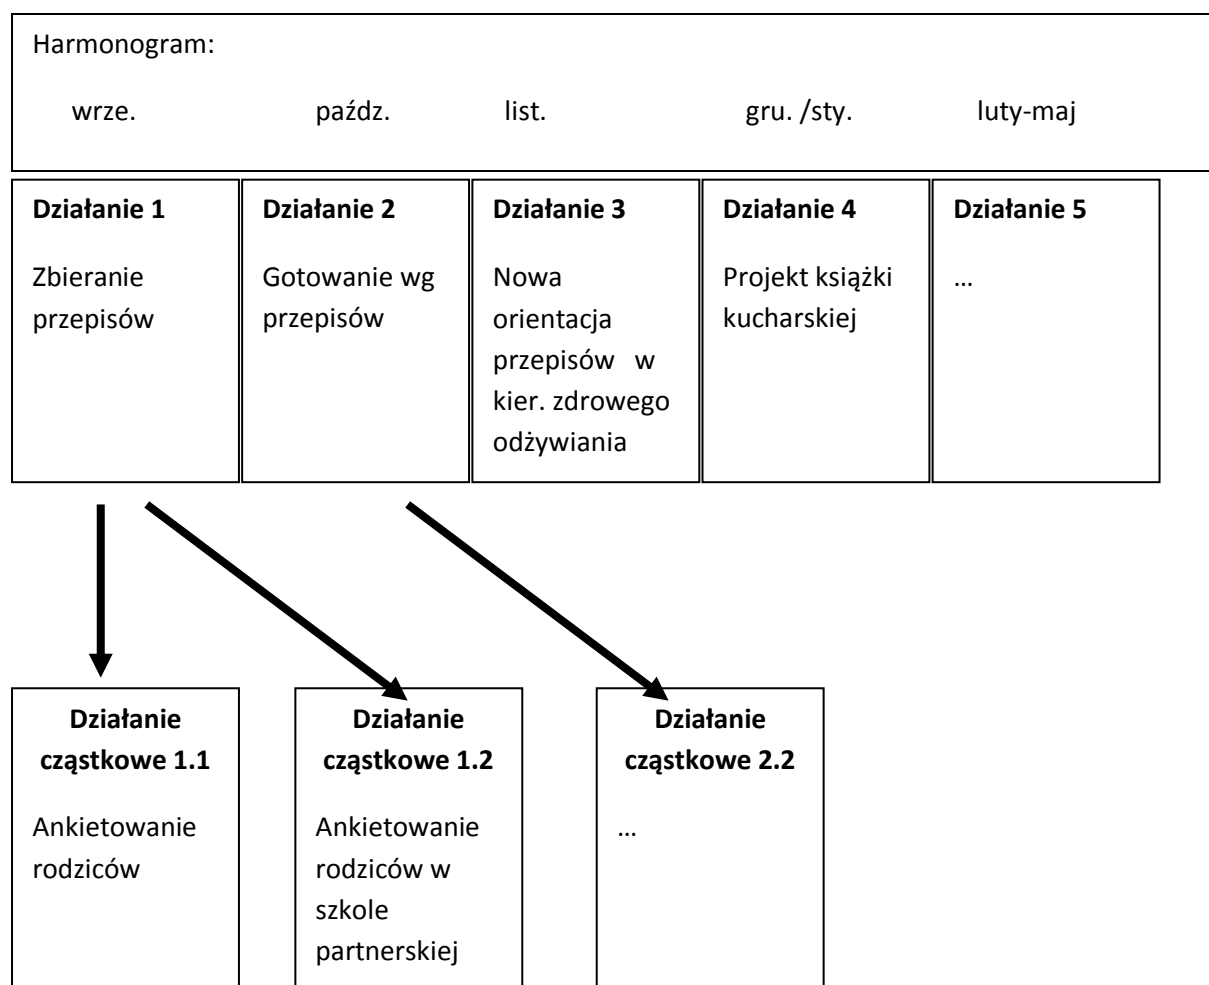 Harmonogram:
wrze. paźdz. list. gru. /sty. luty-maj
Działanie 1
Zbieranie
przepisów
Działanie 2
Gotowanie wg
przepisów
Działanie 3
Nowa
orientacja
przepisów w
kier. zdrowego
odżywiania
Działanie 4
Projekt książki
kucharskiej
Działanie 5
...
Działanie
cząstkowe 1.1
Ankietowanie
rodziców
Działanie
cząstkowe 1.2
Ankietowanie
rodziców w
szkole
partnerskiej
Działanie
cząstkowe 2.2
...